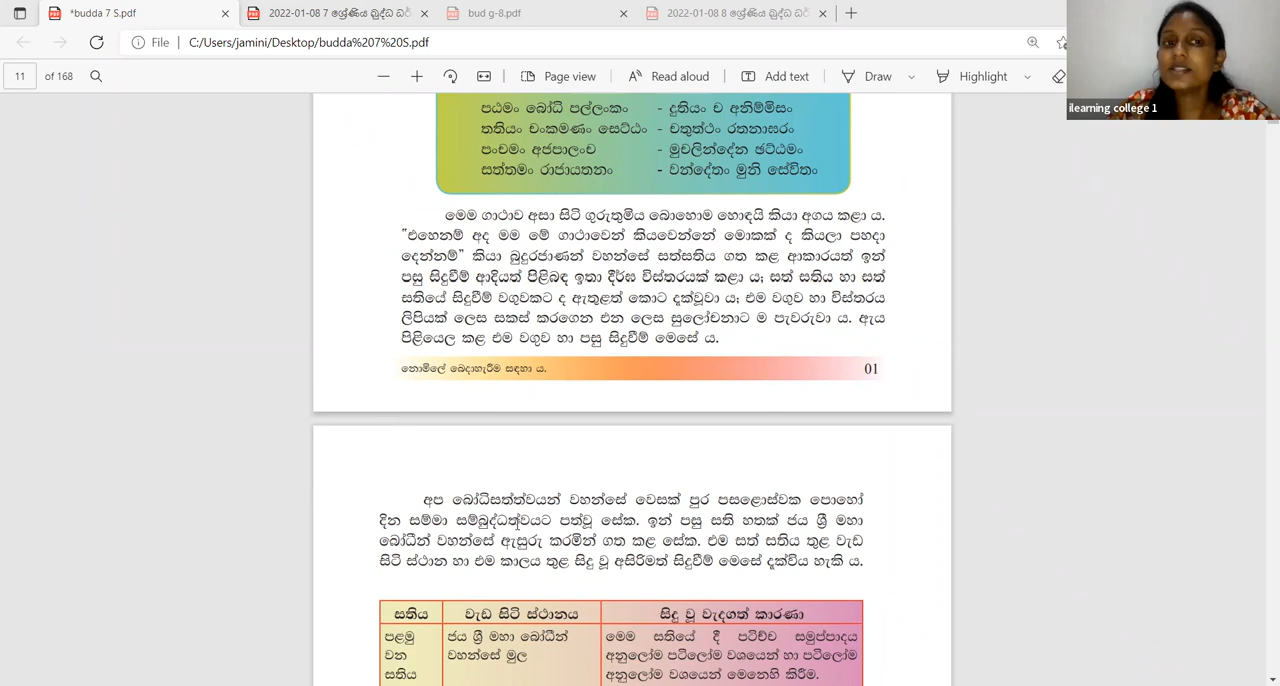 *budda 7 S.pdf
2022-01-08 7 ශ්‍රේණිය බුද්ධ ධර්
bud g-8.pdf
2022-01-08 8 ශ්‍රේණිය බුද්ධ ධර්
File
C:/Users/jamini/Desktop/budda%207%20S.pdf
11 of 168
Page view
Read aloud
Add text
Draw
Highlight
ilearning college 1
පඨමං බෝධි පල්ලංකං - දුතියං ච අනිම්මිසං
තතියං චංකමණං සෙට්ඨං - චතුත්ථං රතනාඝරං
පංචමං අජපාලංච - මුචලින්දේන ඡට්ඨමං
සත්තමං රාජායතනං - වන්දේතං මුනි සේවිතං
මෙම ගාථාව අසා සිටි ගුරුතුමිය බොහොම හොඳයි කියා අගය කළා ය.
"එහෙනම් අද මම මේ ගාථාවෙන් කියවෙන්නේ මොකක් ද කියලා පහදා
දෙන්නම්" කියා බුදුරජාණන් වහන්සේ සත්සතිය ගත කළ ආකාරයත් ඉන්
පසු සිදුවීම් ආදියත් පිළිබඳ ඉතා දීර්ඝ විස්තරයක් කළා ය; සත් සතිය හා සත්
සතියේ සිදුවීම් වගුවකට ද ඇතුළත් කොට දැක්වූවා ය; එම වගුව හා විස්තරය
ලිපියක් ලෙස සකස් කරගෙන එන ලෙස සුලෝචනාට ම පැවරුවා ය. ඇය
පිළියෙල කළ එම වගුව හා පසු සිදුවීම් මෙසේ ය.
නොමිලේ බෙදාහැරීම සඳහා ය.
01
අප බෝධිසත්ත්වයන් වහන්සේ වෙසක් පුර පසළොස්වක පොහෝ
දින සම්මා සම්බුද්ධත්වයට පත්වූ සේක. ඉන් පසු සති හතක් ජය ශ්‍රී මහා
බෝධීන් වහන්සේ ඇසුරු කරමින් ගත කළ සේක. එම සත් සතිය තුළ වැඩ
සිටි ස්ථාන හා එම කාලය තුළ සිදු වූ අසිරිමත් සිදුවීම් මෙසේ දැක්විය හැකි ය.
සතිය වැඩ සිටි ස්ථානය සිදු වූ වැදගත් කාරණා
පළමු ජය ශ්‍රී මහා බෝධීන් මෙම සතියේ දී පටිච්ච සමුප්පාදය
වන වහන්සේ මුල අනුලෝම පටිලෝම වශයෙන් හා පටිලෝම
සතිය අනුලෝම වශයෙන් මෙනෙහි කිරීම.